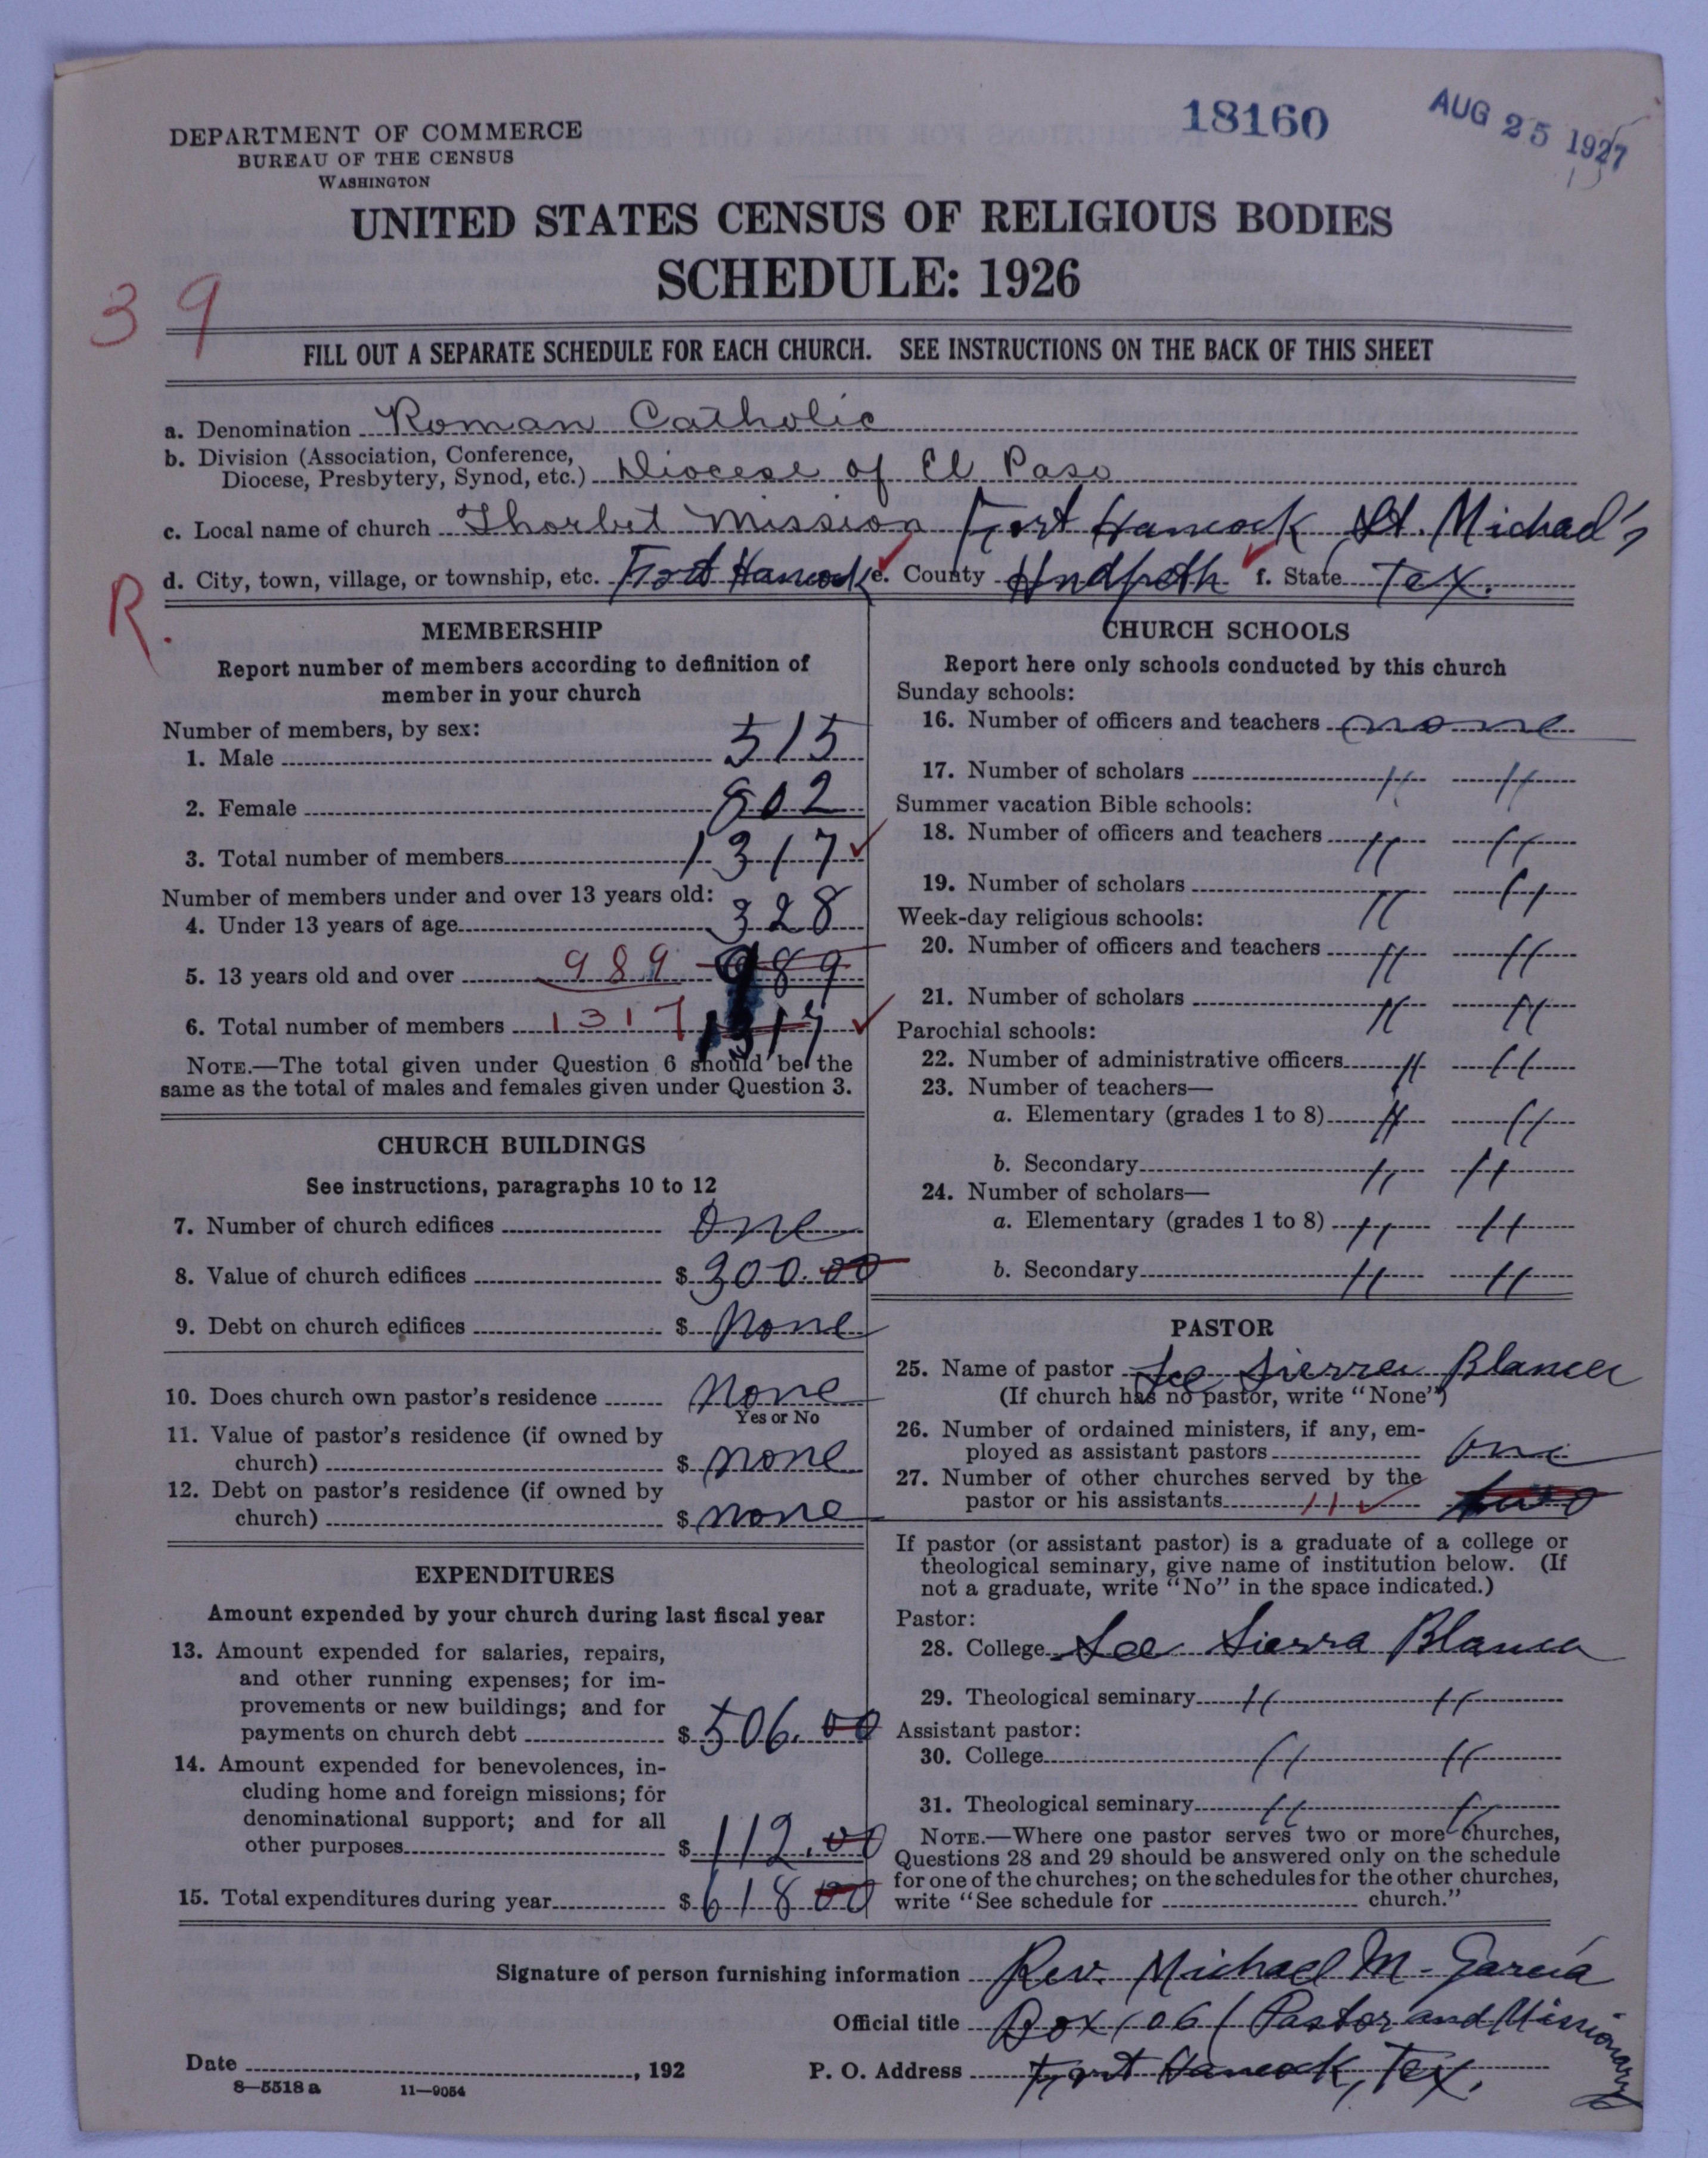 18160
AUG 25 1927
DEPARTMENT OF COMMERCE
BUREAU OF THE CENSUS
WASHINGTON
UNITED STATES CENSUS OF RELIGIOUS BODIES
SCHEDULE: 1926
39
FILL OUT A SEPARATE SCHEDULE FOR EACH CHURCH. SEE INSTRUCTIONS ON THE BACK OF THIS SHEET
a. Denomination Roman Catholic
b. Division (Association, Conference,
Diocese, Presbytery, Synod, etc.) Diocese of El Paso
c. Local name of church Mission Fort Hancock St. Michael's
d. City, town, village, or township, etc. Fort Hancock e. County Hudspeth f. State Tex.
R.
MEMBERSHIP
Report number of members according to definition of
member in your church
Number of members, by sex:
1. Male 515
2. Female 802
3. Total number of members 1317 ✓
Number of members under and over 13 years old:
4. Under 13 years of age 328
5. 13 years old and over 989 989
6. Total number of members 1317 1317 ✓
NOTE.—The total given under Question 6 should be the
same as the total of males and females given under Question 3.
CHURCH BUILDINGS
See instructions, paragraphs 10 to 12
7. Number of church edifices one
8. Value of church edifices $ 300.00
9. Debt on church edifices $ none
10. Does church own pastor's residence none
Yes or No
11. Value of pastor's residence (if owned by
church) $ none
12. Debt on pastor's residence (if owned by
church) $ none
EXPENDITURES
Amount expended by your church during last fiscal year
13. Amount expended for salaries, repairs,
and other running expenses; for im-
provements or new buildings; and for
payments on church debt $ 506.00
14. Amount expended for benevolences, in-
cluding home and foreign missions; for
denominational support; and for all
other purposes $ 112.00
15. Total expenditures during year $ 618 00
CHURCH SCHOOLS
Report here only schools conducted by this church
Sunday schools:
16. Number of officers and teachers none
17. Number of scholars " "
Summer vacation Bible schools:
18. Number of officers and teachers " "
19. Number of scholars " "
Week-day religious schools:
20. Number of officers and teachers " "
21. Number of scholars " "
Parochial schools:
22. Number of administrative officers " "
23. Number of teachers—
a. Elementary (grades 1 to 8) " "
b. Secondary " "
24. Number of scholars—
a. Elementary (grades 1 to 8) " "
b. Secondary " "
PASTOR
25. Name of pastor See Sierra Blanca
(If church has no pastor, write "None")
26. Number of ordained ministers, if any, em-
ployed as assistant pastors one
27. Number of other churches served by the
pastor or his assistants 11 ✓ two
If pastor (or assistant pastor) is a graduate of a college or
theological seminary, give name of institution below. (If
not a graduate, write "No" in the space indicated.)
Pastor:
28. College See Sierra Blanca
29. Theological seminary " "
Assistant pastor:
30. College " "
31. Theological seminary " "
NOTE.—Where one pastor serves two or more churches,
Questions 28 and 29 should be answered only on the schedule
for one of the churches; on the schedules for the other churches,
write "See schedule for church."
Signature of person furnishing information Rev. Michael M. García
Official title Box 106 (Pastor and Missionary)
Date , 192
P. O. Address Fort Hancock, Tex.
8—5518 a 11—9054